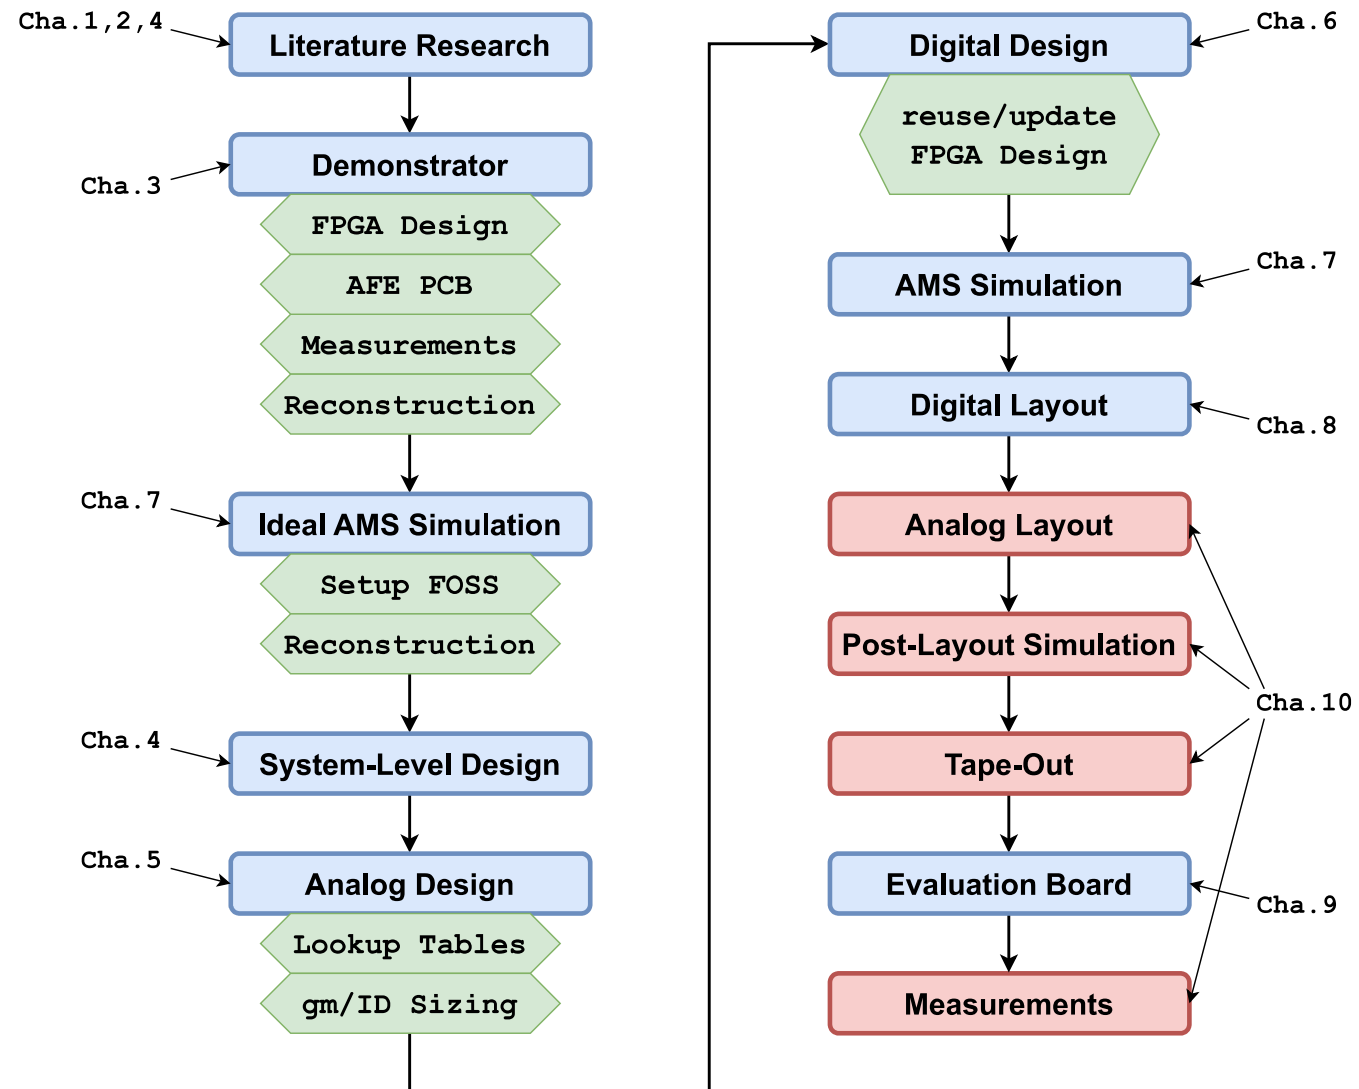 Cha.1,2,4
Literature Research
Demonstrator
Cha.3
FPGA Design
AFE PCB
Measurements
Reconstruction
Cha.7
Ideal AMS Simulation
Setup FOSS
Reconstruction
Cha.4
System-Level Design
Cha.5
Analog Design
Lookup Tables
gm/ID Sizing
Digital Design
Cha.6
reuse/update
FPGA Design
Cha.7
AMS Simulation
Digital Layout
Cha.8
Analog Layout
Post-Layout Simulation
Cha.10
Tape-Out
Evaluation Board
Cha.9
Measurements